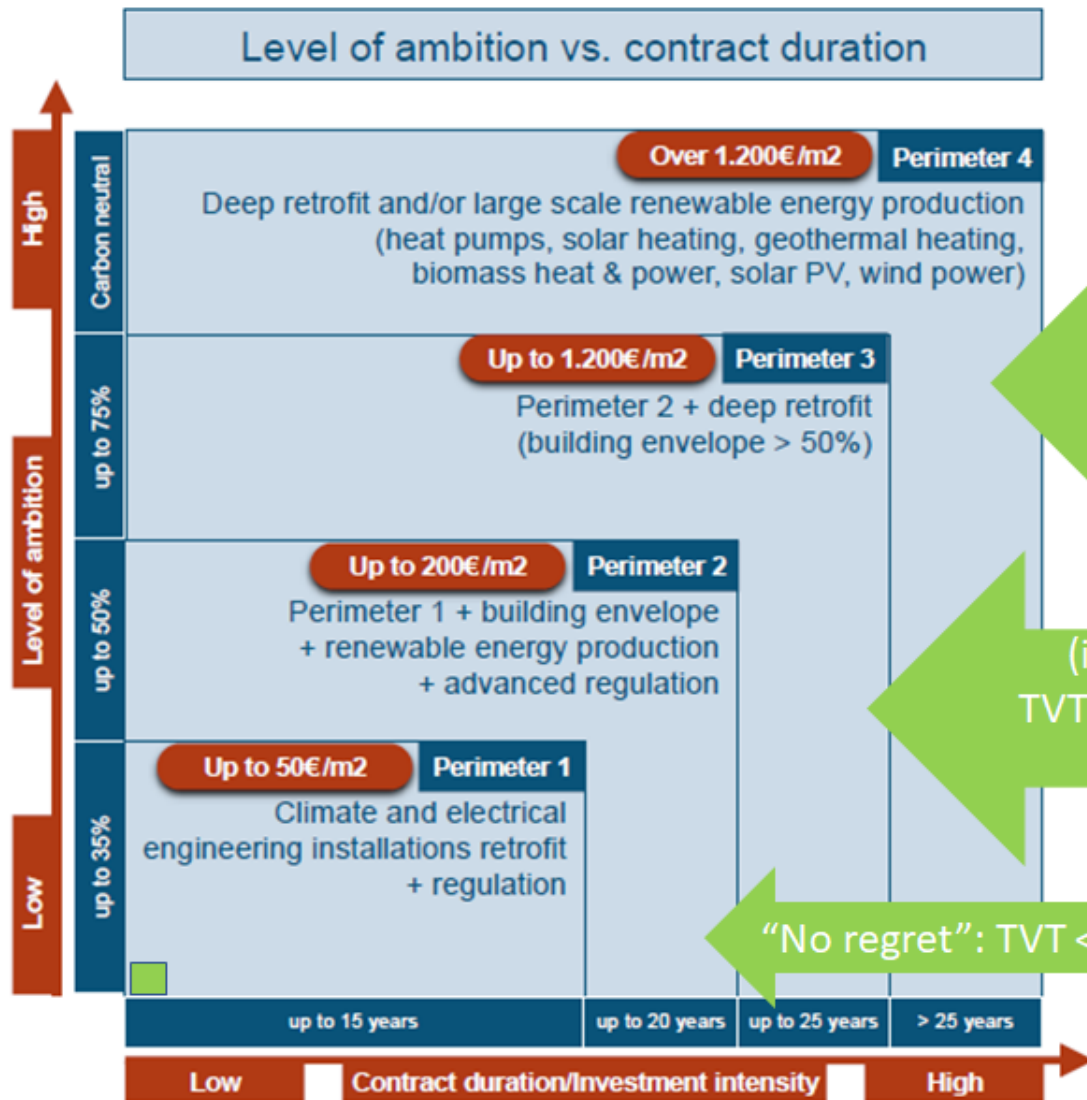 Level of ambition vs. contract duration
High
Level of ambition
Low
Carbon neutral
up to 75%
up to 50%
up to 35%
Over 1.200€/m2
Perimeter 4
Deep retrofit and/or large scale renewable energy production
(heat pumps, solar heating, geothermal heating,
biomass heat & power, solar PV, wind power)
Up to 1.200€/m2
Perimeter 3
Perimeter 2 + deep retrofit
(building envelope > 50%)
Up to 200€/m2
Perimeter 2
Perimeter 1 + building envelope
+ renewable energy production
+ advanced regulation
(i
TVT
Up to 50€/m2
Perimeter 1
Climate and electrical
engineering installations retrofit
+ regulation
“No regret”: TVT <
up to 15 years
up to 20 years
up to 25 years
> 25 years
Low
Contract duration/Investment intensity
High